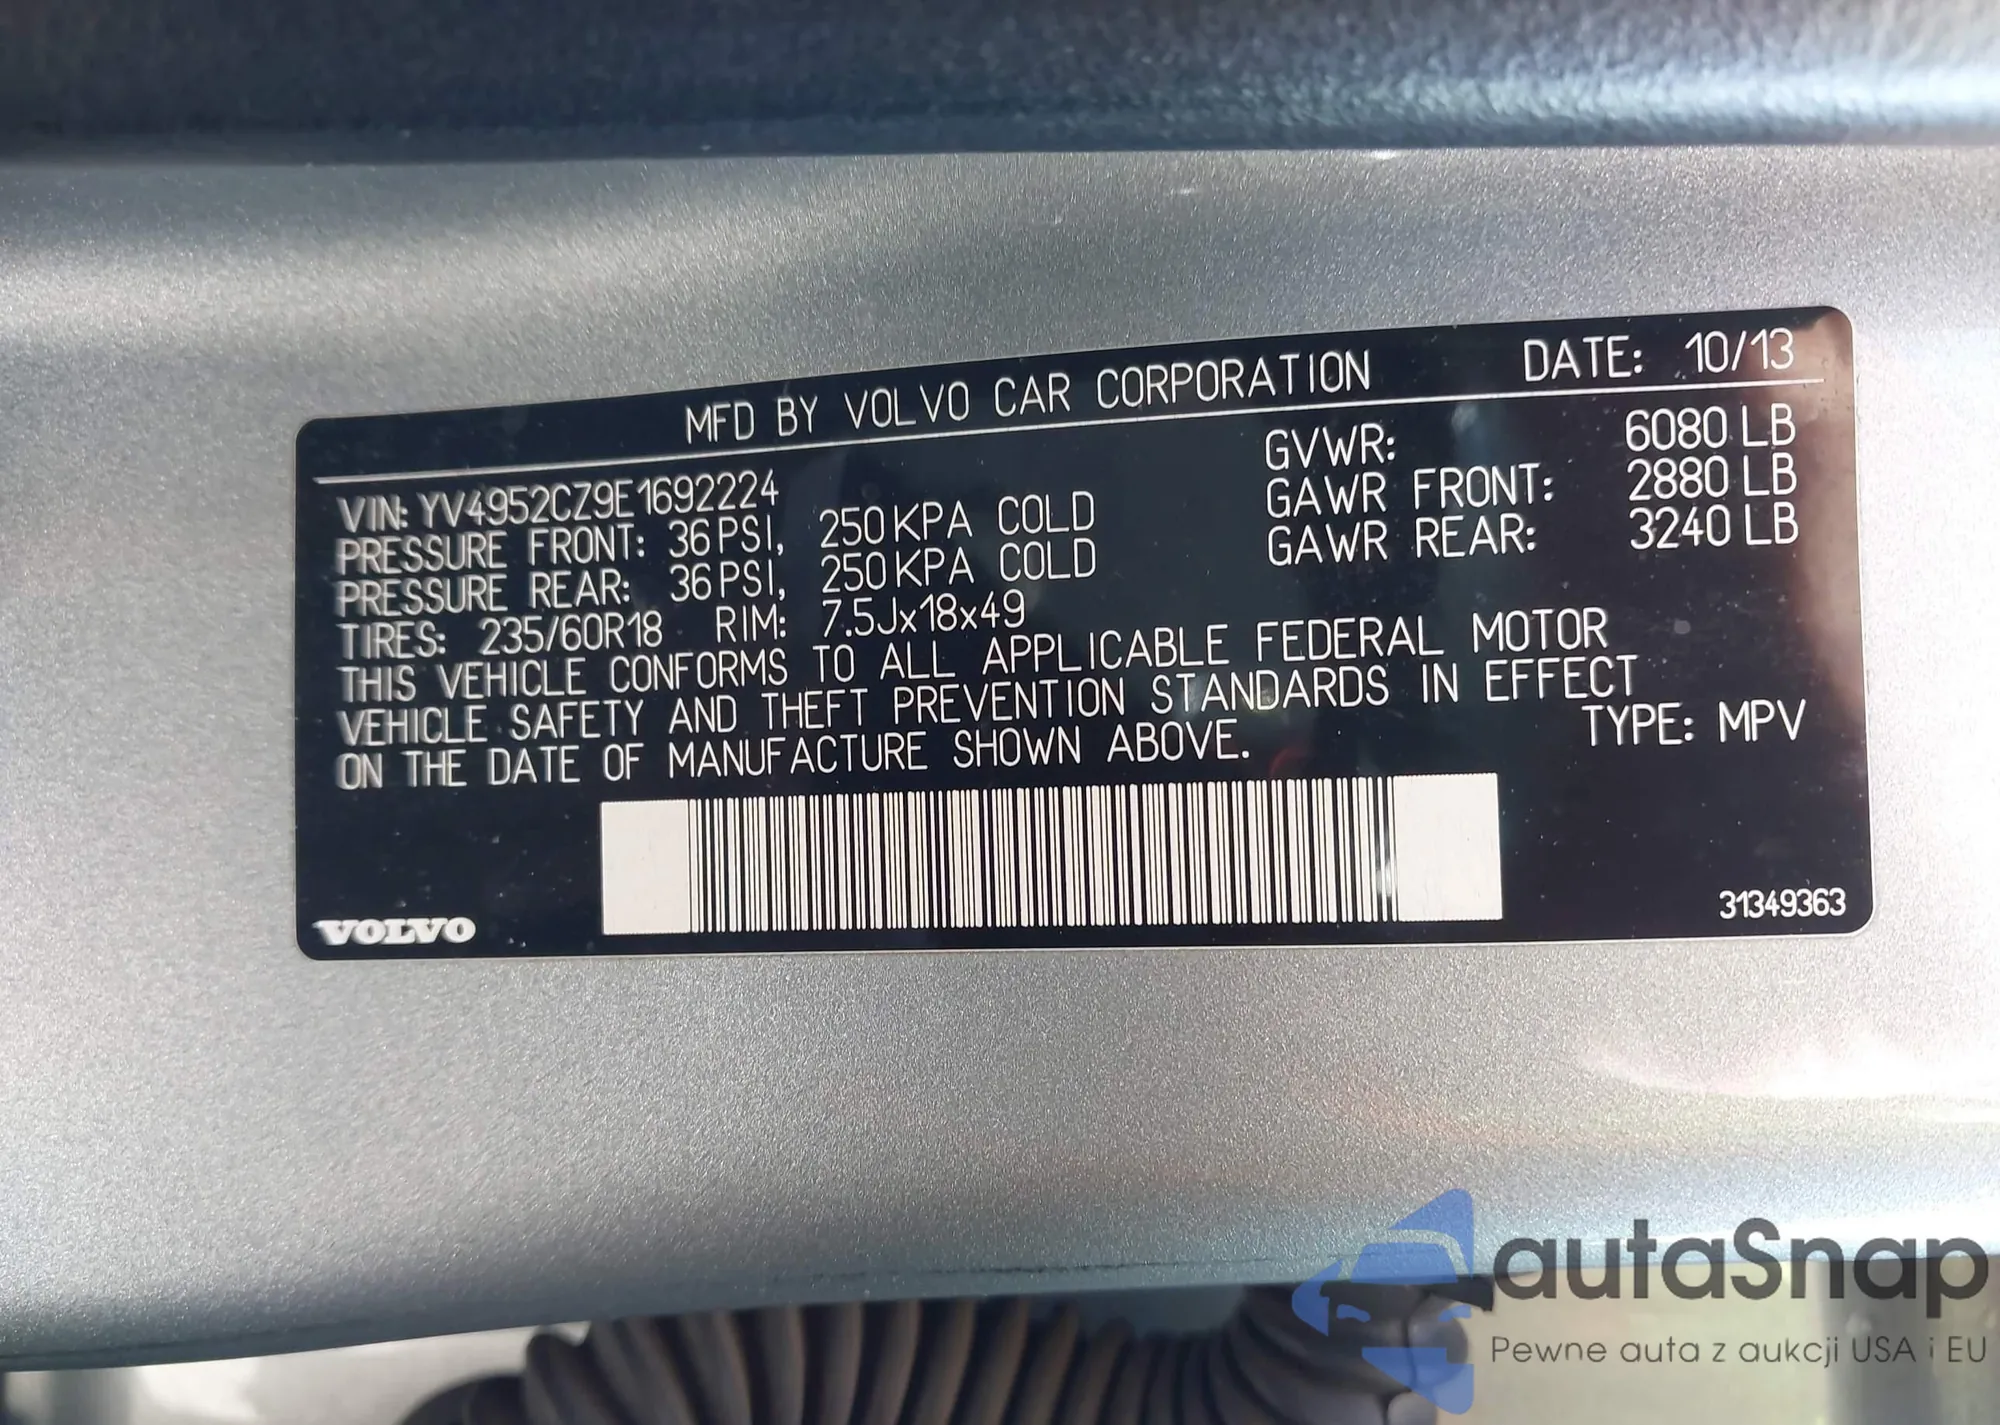 MFD BY VOLVO CAR CORPORATION DATE: 10/13
VIN: YV4952CZ9E1692224 GVWR: 6080 LB
PRESSURE FRONT: 36 PSI, 250 KPA COLD GAWR FRONT: 2880 LB
PRESSURE REAR: 36 PSI, 250 KPA COLD GAWR REAR: 3240 LB
TIRES: 235/60R18 RIM: 7.5Jx18x49
THIS VEHICLE CONFORMS TO ALL APPLICABLE FEDERAL MOTOR
VEHICLE SAFETY AND THEFT PREVENTION STANDARDS IN EFFECT
ON THE DATE OF MANUFACTURE SHOWN ABOVE. TYPE: MPV
VOLVO 31349363
autaSnap
Pewne auta z aukcji USA i EU